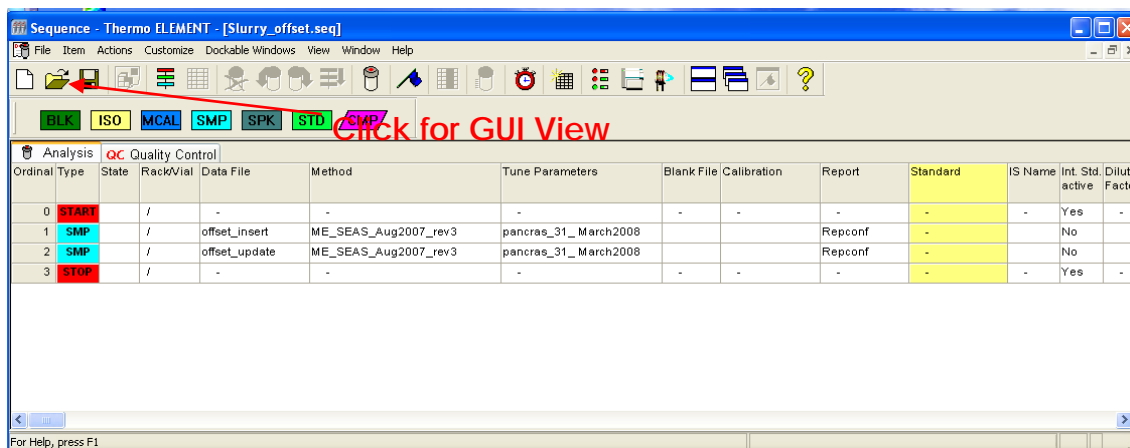 Sequence - Thermo ELEMENT - [Slurry_offset.seq]
File Item Actions Customize Dockable Windows View Window Help
BLK ISO MCAL SMP SPK STD CMP
Click for GUI View
Analysis QC Quality Control
Ordinal Type State Rack/Vial Data File Method Tune Parameters Blank File Calibration Report Standard IS Name Int. Std. active
0 START / - - - - - - - - Yes -
1 SMP / offset_insert ME_SEAS_Aug2007_rev3 pancras_31_ March2008 Repconf - No
2 SMP / offset_update ME_SEAS_Aug2007_rev3 pancras_31_ March2008 Repconf - No
3 STOP / - - - - - - - - Yes -
For Help, press F1